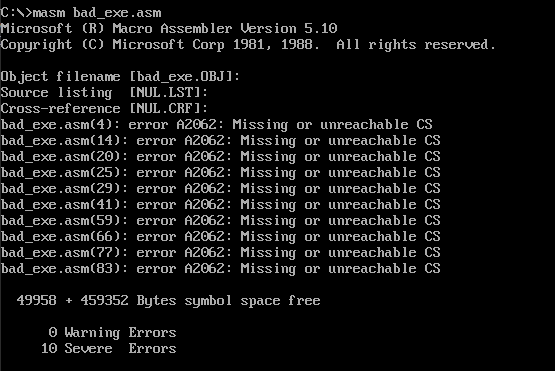 C:\>masm bad_exe.asm
Microsoft (R) Macro Assembler Version 5.10
Copyright (C) Microsoft Corp 1981, 1988.  All rights reserved.
Object filename [bad_exe.OBJ]:
Source listing  [NUL.LST]:
Cross-reference [NUL.CRF]:
bad_exe.asm(4): error A2062: Missing or unreachable CS
bad_exe.asm(14): error A2062: Missing or unreachable CS
bad_exe.asm(20): error A2062: Missing or unreachable CS
bad_exe.asm(25): error A2062: Missing or unreachable CS
bad_exe.asm(29): error A2062: Missing or unreachable CS
bad_exe.asm(41): error A2062: Missing or unreachable CS
bad_exe.asm(59): error A2062: Missing or unreachable CS
bad_exe.asm(66): error A2062: Missing or unreachable CS
bad_exe.asm(77): error A2062: Missing or unreachable CS
bad_exe.asm(83): error A2062: Missing or unreachable CS
49958 + 459352 Bytes symbol space free
0 Warning Errors
10 Severe  Errors